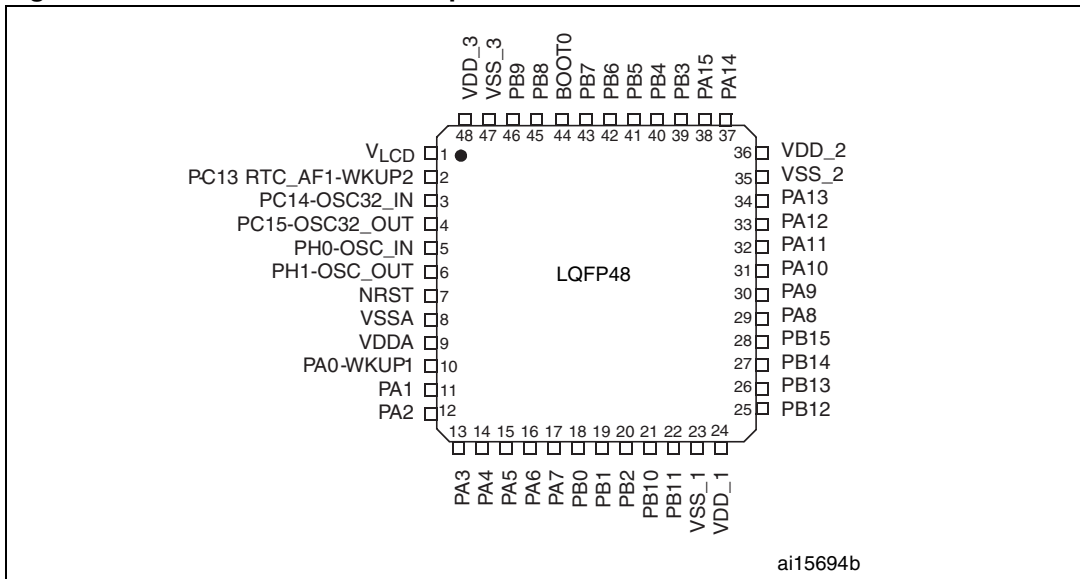 VDD_3
VSS_3
PB9
PB8
BOOT0
PB7
PB6
PB5
PB4
PB3
PA15
PA14
48 47 46 45 44 43 42 41 40 39 38 37
VLCD 1
PC13 RTC_AF1-WKUP2 2
PC14-OSC32_IN 3
PC15-OSC32_OUT 4
PH0-OSC_IN 5
PH1-OSC_OUT 6
NRST 7
VSSA 8
VDDA 9
PA0-WKUP1 10
PA1 11
PA2 12
LQFP48
36 VDD_2
35 VSS_2
34 PA13
33 PA12
32 PA11
31 PA10
30 PA9
29 PA8
28 PB15
27 PB14
26 PB13
25 PB12
13 14 15 16 17 18 19 20 21 22 23 24
PA3
PA4
PA5
PA6
PA7
PB0
PB1
PB2
PB10
PB11
VSS_1
VDD_1
ai15694b